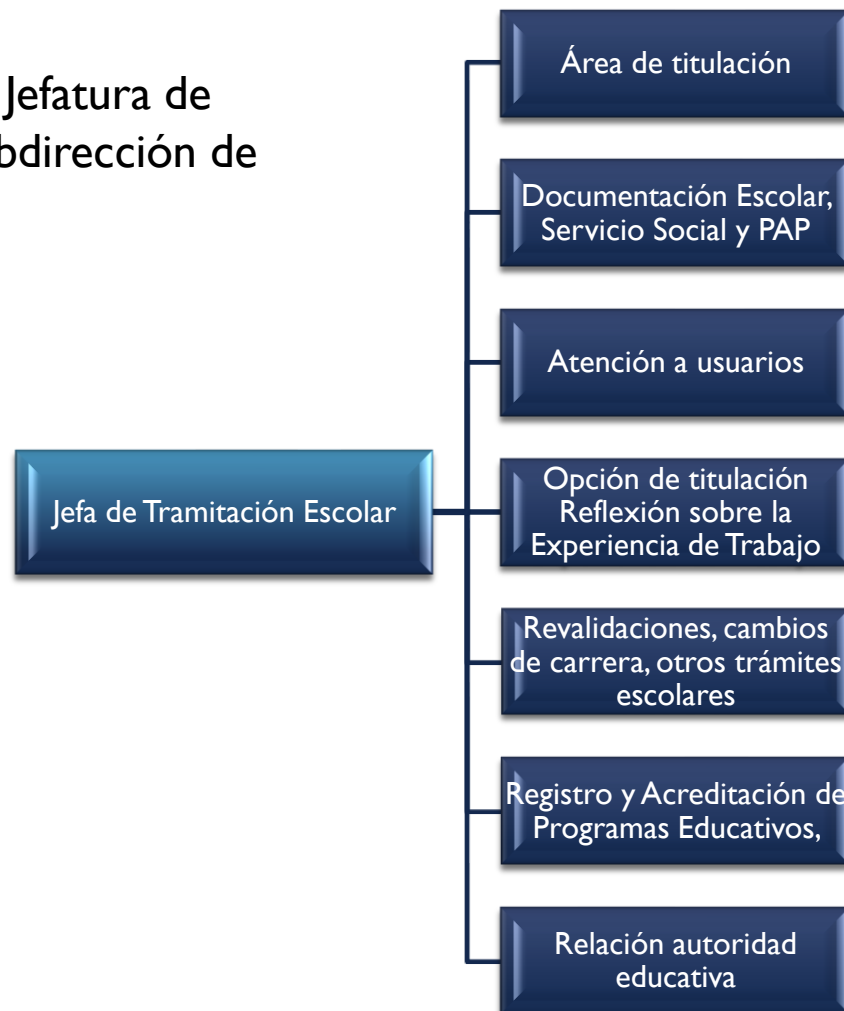 Jefatura de
bdirección de
Área de titulación
Documentación Escolar,
Servicio Social y PAP
Atención a usuarios
Jefa de Tramitación Escolar
Opción de titulación
Reflexión sobre la
Experiencia de Trabajo
Revalidaciones, cambios
de carrera, otros trámites
escolares
Registro y Acreditación de
Programas Educativos,
Relación autoridad
educativa